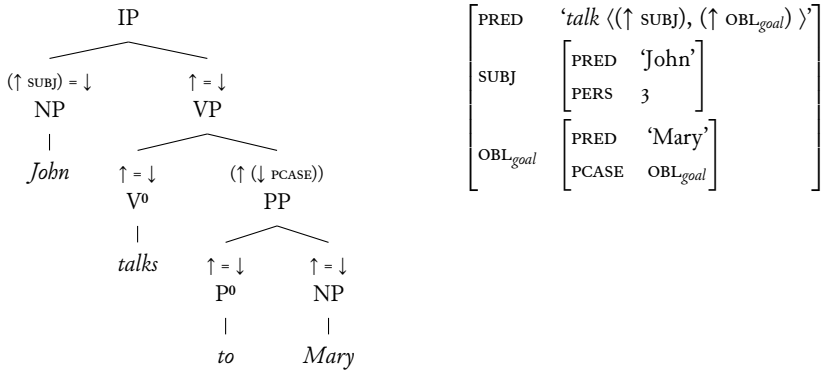 IP
(↑ SUBJ) = ↓ ↑ = ↓
NP VP
John ↑ = ↓ (↑ (↓ PCASE))
V⁰ PP
talks ↑ = ↓ ↑ = ↓
P⁰ NP
to Mary
PRED ‘talk ⟨(↑ SUBJ), (↑ OBLgoal) ⟩’
SUBJ
PRED ‘John’
PERS 3
OBLgoal
PRED ‘Mary’
PCASE OBLgoal